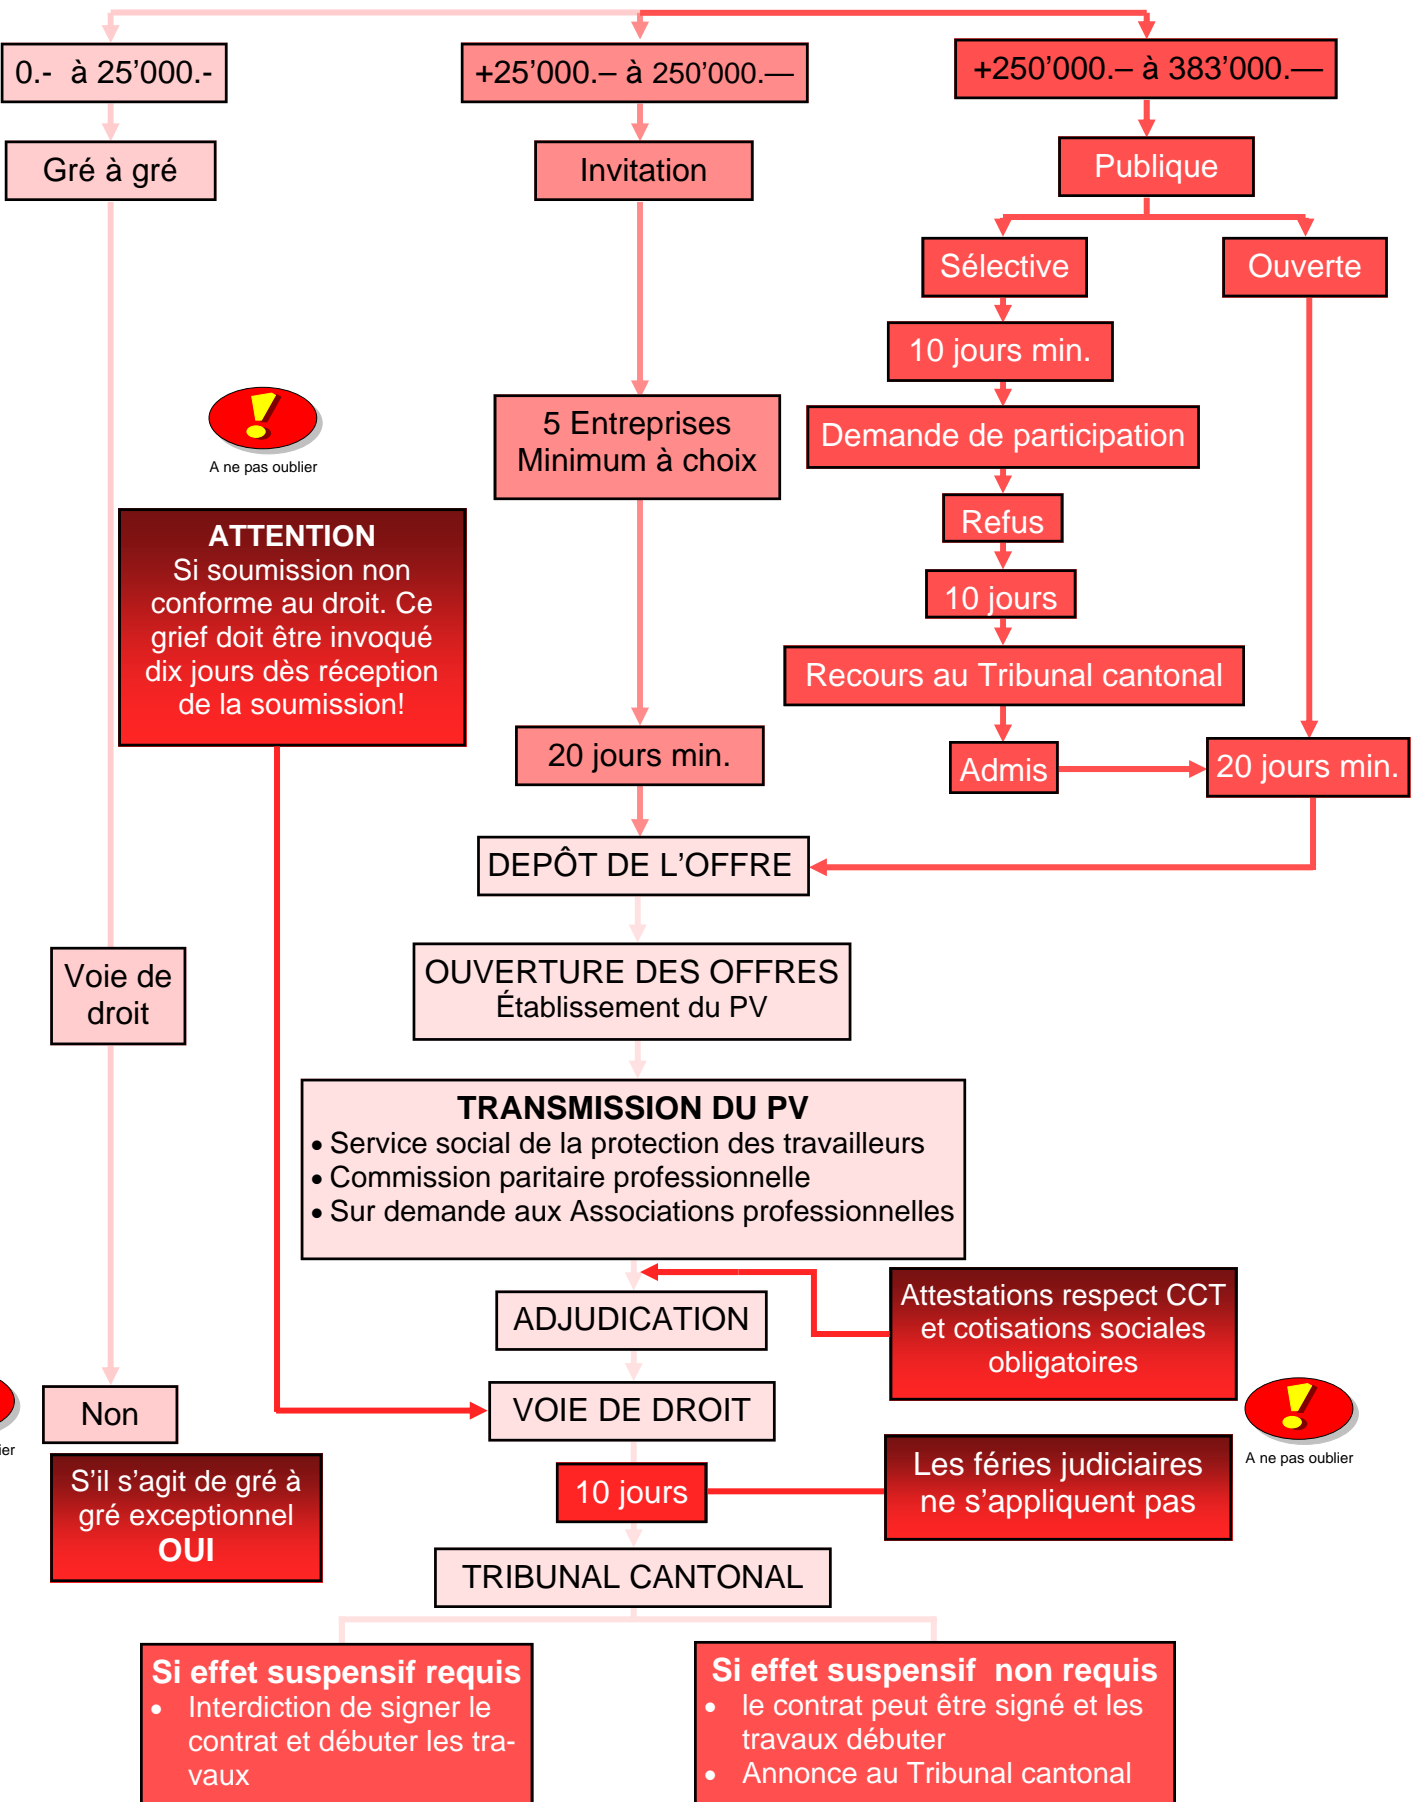 0.- à 25'000.-
+25'000.– à 250'000.—
+250'000.– à 383'000.—
Gré à gré
Invitation
Publique
Sélective
Ouverte
10 jours min.
A ne pas oublier
5 Entreprises
Minimum à choix
Demande de participation
Refus
10 jours
Recours au Tribunal cantonal
ATTENTION
Si soumission non
conforme au droit. Ce
grief doit être invoqué
dix jours dès réception
de la soumission!
20 jours min.
Admis
20 jours min.
DEPÔT DE L'OFFRE
Voie de
droit
OUVERTURE DES OFFRES
Établissement du PV
TRANSMISSION DU PV
• Service social de la protection des travailleurs
• Commission paritaire professionnelle
• Sur demande aux Associations professionnelles
ADJUDICATION
Attestations respect CCT
et cotisations sociales
obligatoires
Non
VOIE DE DROIT
A ne pas oublier
S'il s'agit de gré à
gré exceptionnel
OUI
10 jours
Les féries judiciaires
ne s'appliquent pas
TRIBUNAL CANTONAL
Si effet suspensif requis
• Interdiction de signer le
contrat et débuter les tra-
vaux
Si effet suspensif non requis
• le contrat peut être signé et les
travaux débuter
• Annonce au Tribunal cantonal